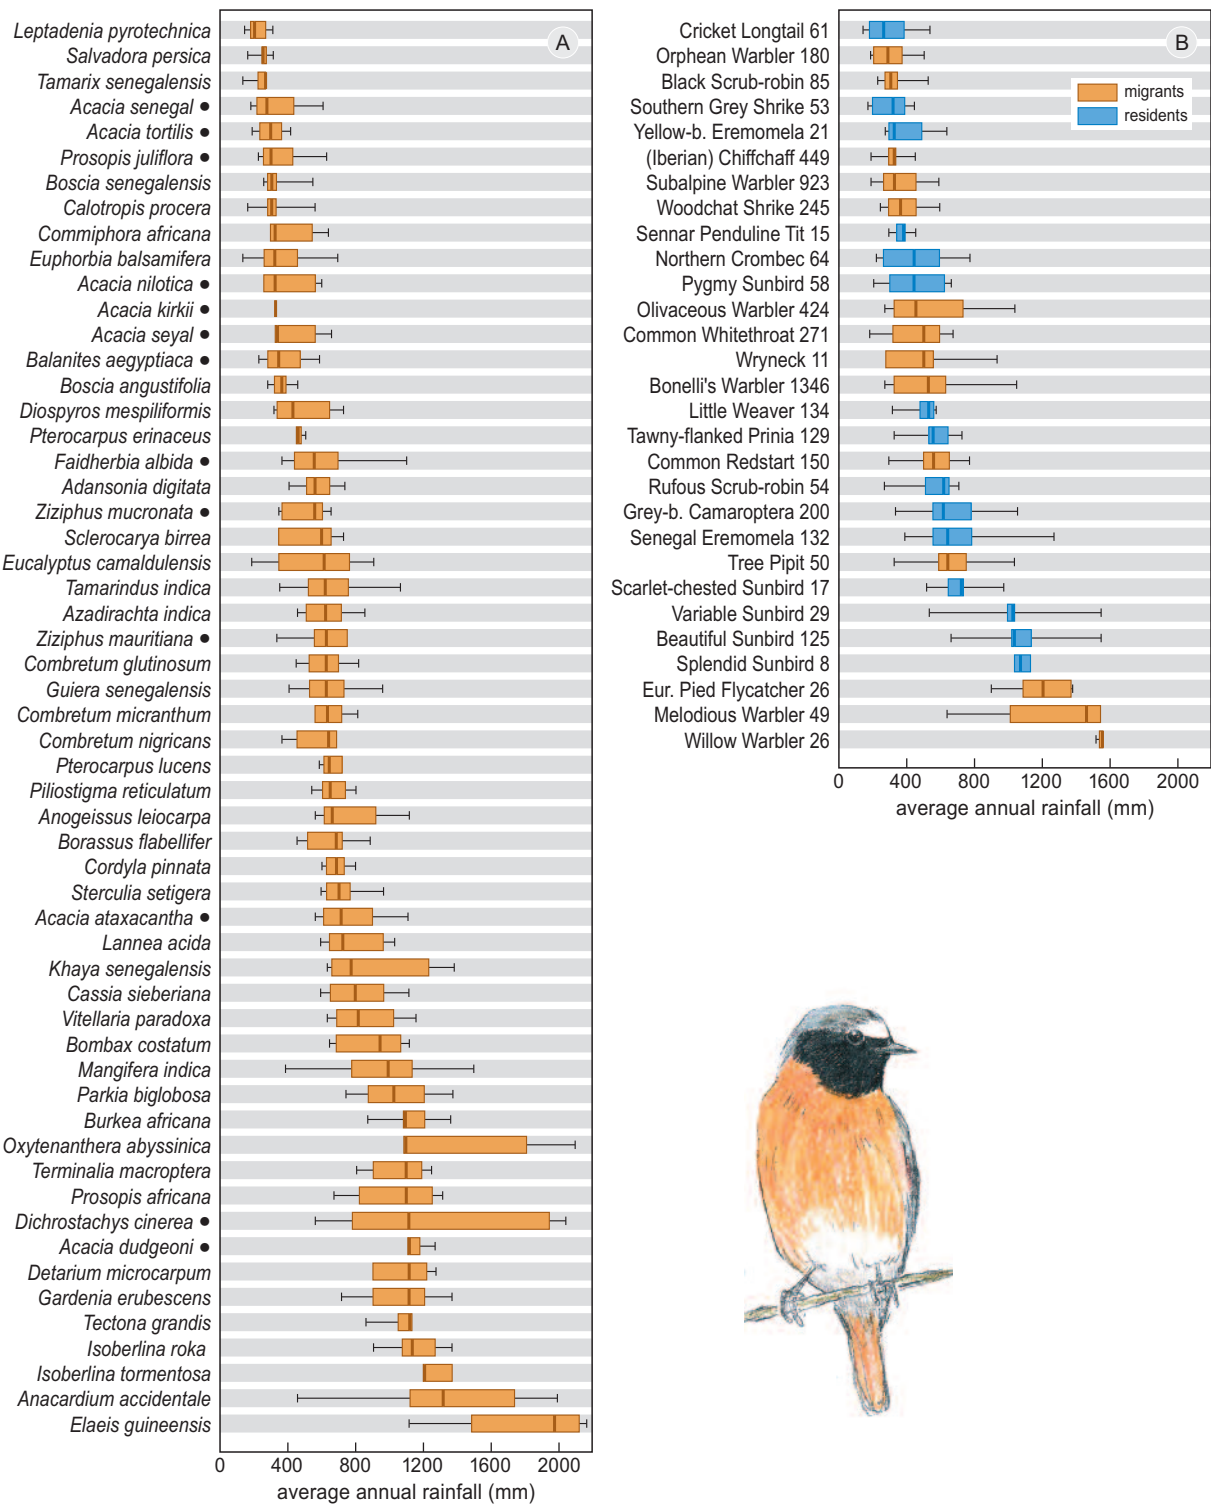 A
Leptadenia pyrotechnica
Salvadora persica
Tamarix senegalensis
Acacia senegal ●
Acacia tortilis ●
Prosopis juliflora ●
Boscia senegalensis
Calotropis procera
Commiphora africana
Euphorbia balsamifera
Acacia nilotica ●
Acacia kirkii ●
Acacia seyal ●
Balanites aegyptiaca ●
Boscia angustifolia
Diospyros mespiliformis
Pterocarpus erinaceus
Faidherbia albida ●
Adansonia digitata
Ziziphus mucronata ●
Sclerocarya birrea
Eucalyptus camaldulensis
Tamarindus indica
Azadirachta indica
Ziziphus mauritiana ●
Combretum glutinosum
Guiera senegalensis
Combretum micranthum
Combretum nigricans
Pterocarpus lucens
Piliostigma reticulatum
Anogeissus leiocarpa
Borassus flabellifer
Cordyla pinnata
Sterculia setigera
Acacia ataxacantha ●
Lannea acida
Khaya senegalensis
Cassia sieberiana
Vitellaria paradoxa
Bombax costatum
Mangifera indica
Parkia biglobosa
Burkea africana
Oxytenanthera abyssinica
Terminalia macroptera
Prosopis africana
Dichrostachys cinerea ●
Acacia dudgeoni ●
Detarium microcarpum
Gardenia erubescens
Tectona grandis
Isoberlina roka
Isoberlina tormentosa
Anacardium accidentale
Elaeis guineensis
0 400 800 1200 1600 2000
average annual rainfall (mm)
B
migrants
residents
Cricket Longtail 61
Orphean Warbler 180
Black Scrub-robin 85
Southern Grey Shrike 53
Yellow-b. Eremomela 21
(Iberian) Chiffchaff 449
Subalpine Warbler 923
Woodchat Shrike 245
Sennar Penduline Tit 15
Northern Crombec 64
Pygmy Sunbird 58
Olivaceous Warbler 424
Common Whitethroat 271
Wryneck 11
Bonelli's Warbler 1346
Little Weaver 134
Tawny-flanked Prinia 129
Common Redstart 150
Rufous Scrub-robin 54
Grey-b. Camaroptera 200
Senegal Eremomela 132
Tree Pipit 50
Scarlet-chested Sunbird 17
Variable Sunbird 29
Beautiful Sunbird 125
Splendid Sunbird 8
Eur. Pied Flycatcher 26
Melodious Warbler 49
Willow Warbler 26
0 400 800 1200 1600 2000
average annual rainfall (mm)